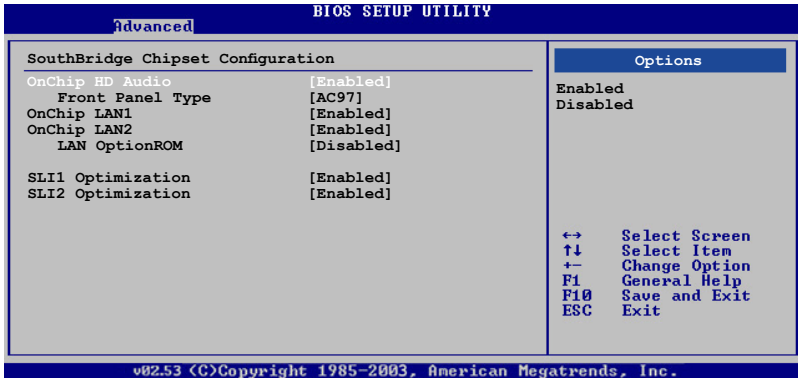 BIOS SETUP UTILITY
Advanced
SouthBridge Chipset Configuration
OnChip HD Audio [Enabled]
Front Panel Type [AC97]
OnChip LAN1 [Enabled]
OnChip LAN2 [Enabled]
LAN OptionROM [Disabled]
SLI1 Optimization [Enabled]
SLI2 Optimization [Enabled]
Options
Enabled
Disabled
←→ Select Screen
↑↓ Select Item
+- Change Option
F1 General Help
F10 Save and Exit
ESC Exit
v02.53 (C)Copyright 1985-2003, American Megatrends, Inc.